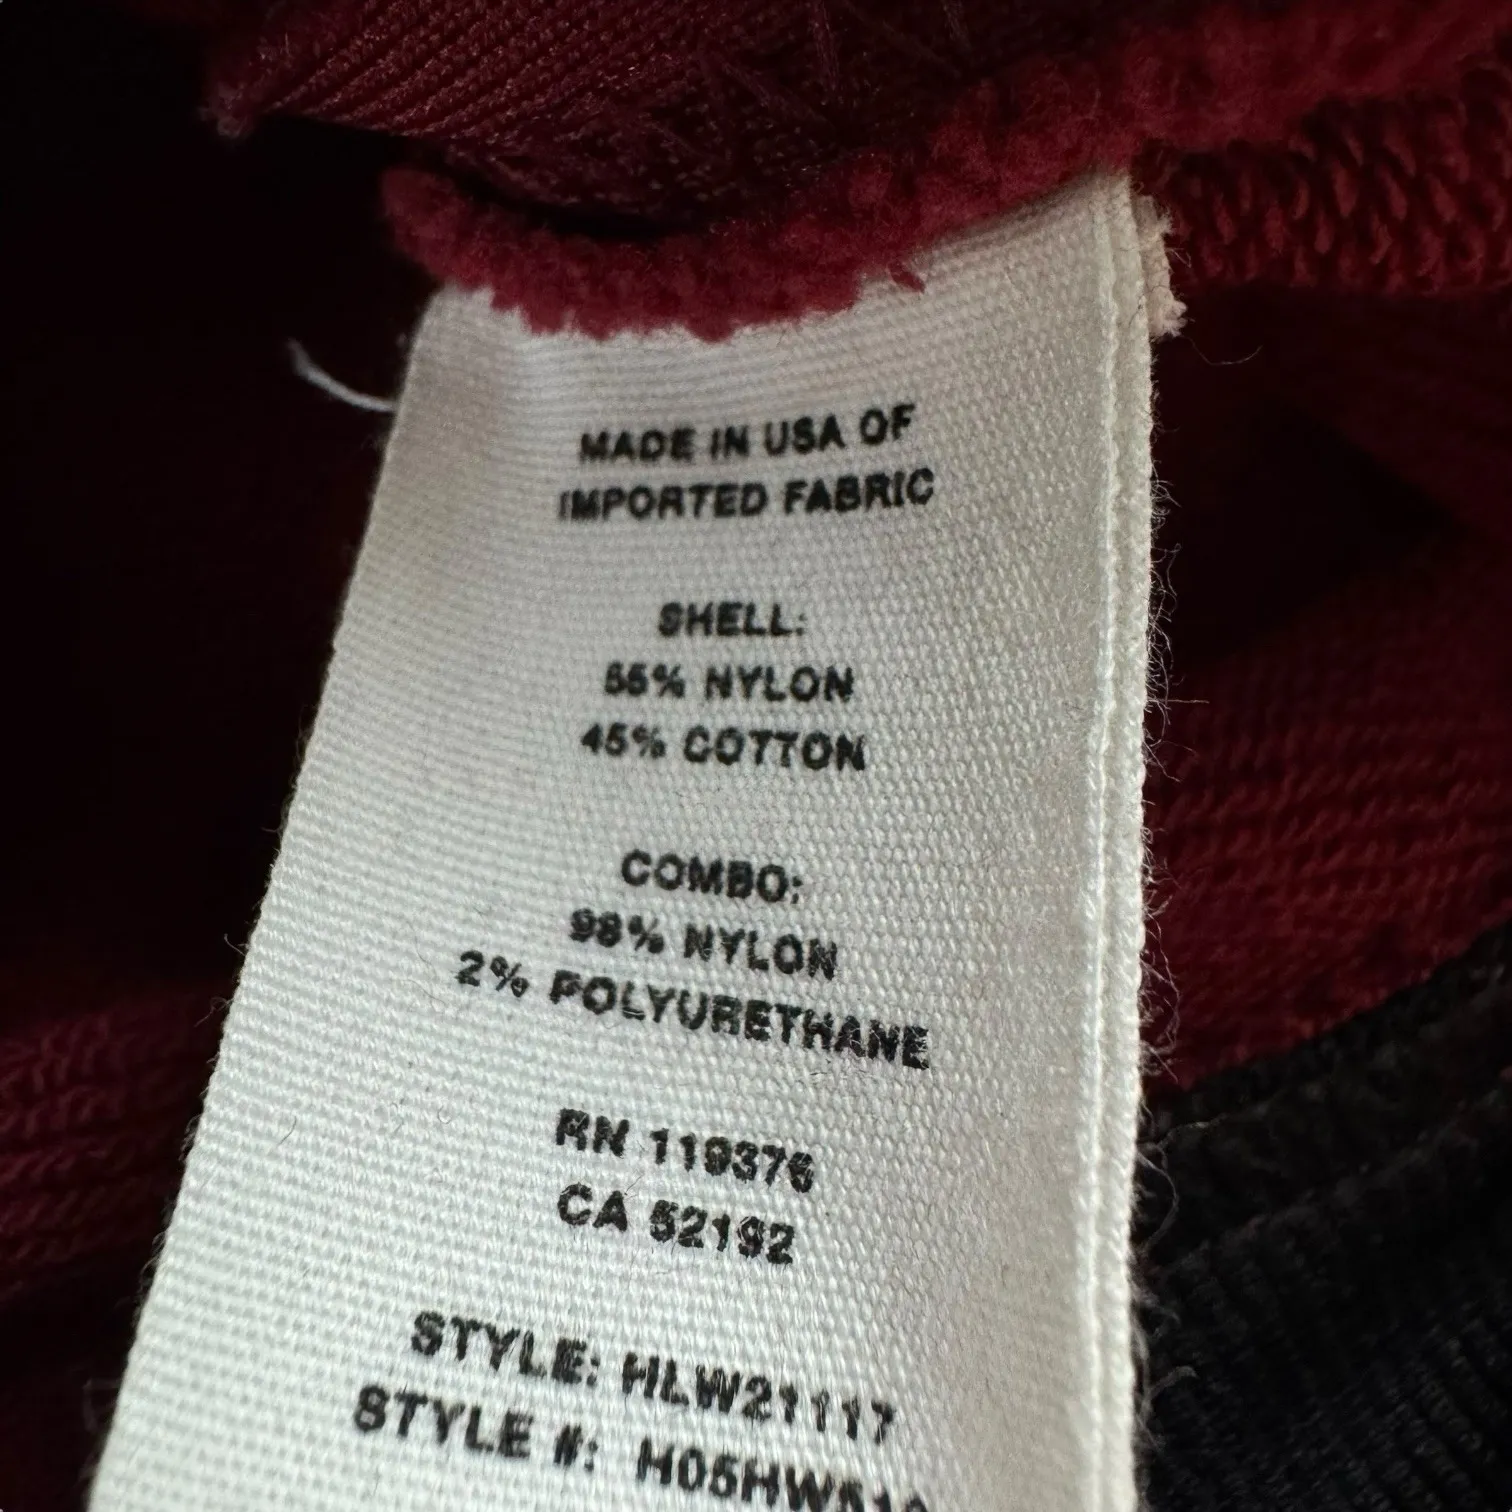 MADE IN USA OF
IMPORTED FABRIC
SHELL:
55% NYLON
45% COTTON
COMBO:
98% NYLON
2% POLYURETHANE
RN 119376
CA 52192
STYLE: HLW21117
STYLE #: